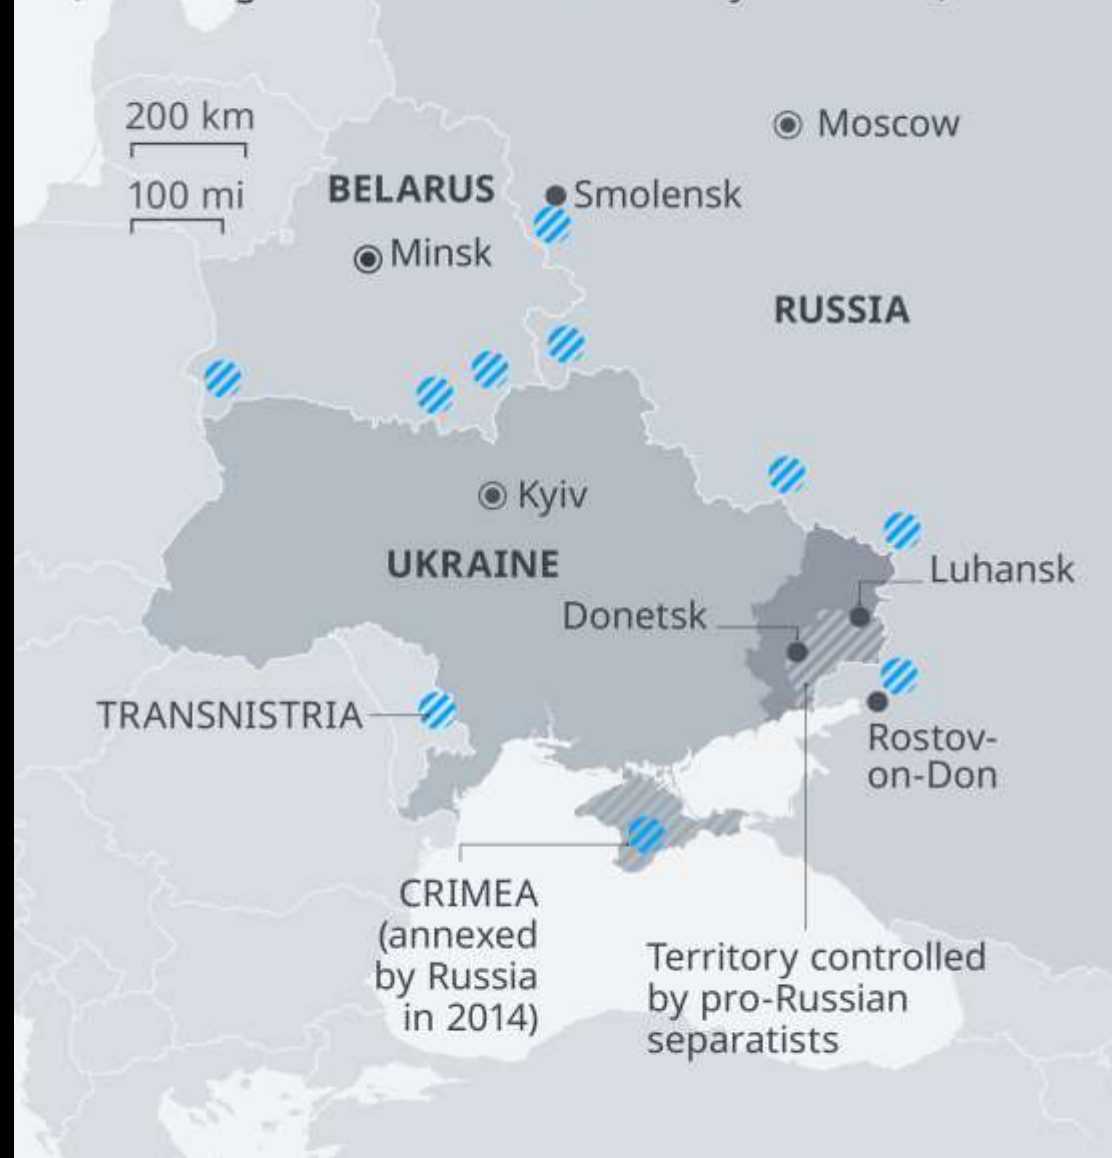 200 km
Moscow
100 mi
BELARUS
Smolensk
Minsk
RUSSIA
Kyiv
UKRAINE
Luhansk
Donetsk
TRANSNISTRIA
Rostov-
on-Don
CRIMEA
(annexed
by Russia
in 2014)
Territory controlled
by pro-Russian
separatists